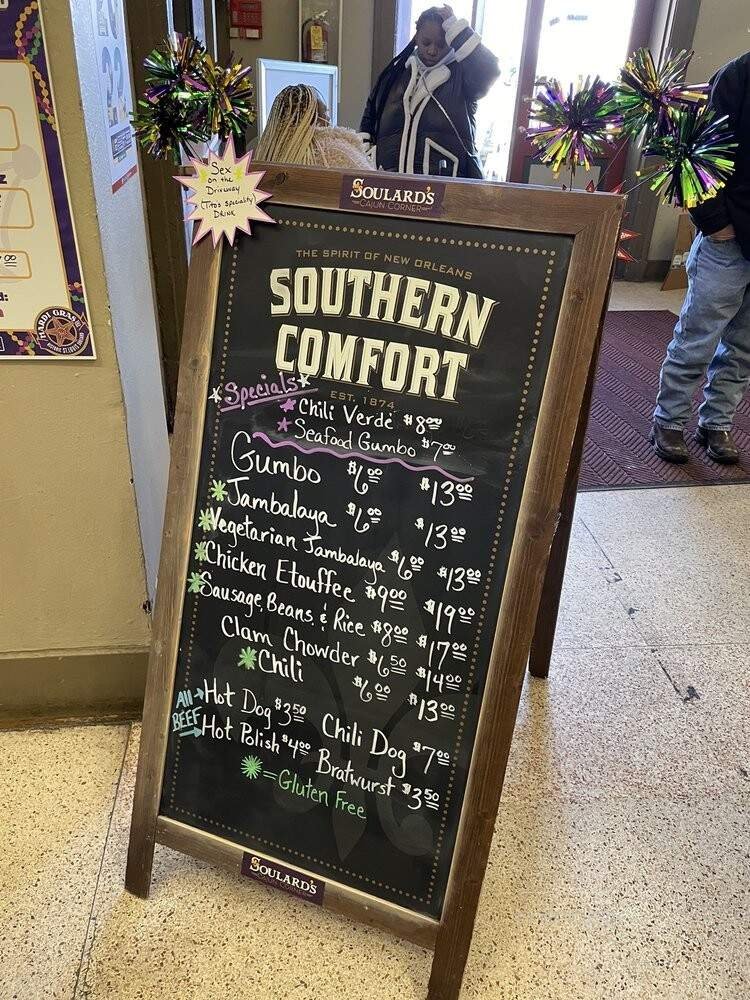 Sex
on the
Driveway
(Tito's specialty
DRINK
SOULARD'S
CAJUN CORNER
THE SPIRIT OF NEW ORLEANS
SOUTHERN
COMFORT
EST. 1874
*Specials*
Chili Verde $8.00
Seafood Gumbo $7.00
Gumbo $6.00 $13.00
*Jambalaya $6.00 $13.00
*Vegetarian Jambalaya $6.00 $13.00
*Chicken Etouffee $9.00 $19.00
*Sausage, Beans, & Rice $8.00 $17.00
Clam Chowder $6.50 $14.00
*Chili $6.00 $13.00
All → Hot Dog $3.50 Chili Dog $7.00
BEEF → Hot Polish $4.00 Bratwurst $3.50
* = Gluten Free
SOULARD'S
CAJUN CORNER
MARDI GRAS